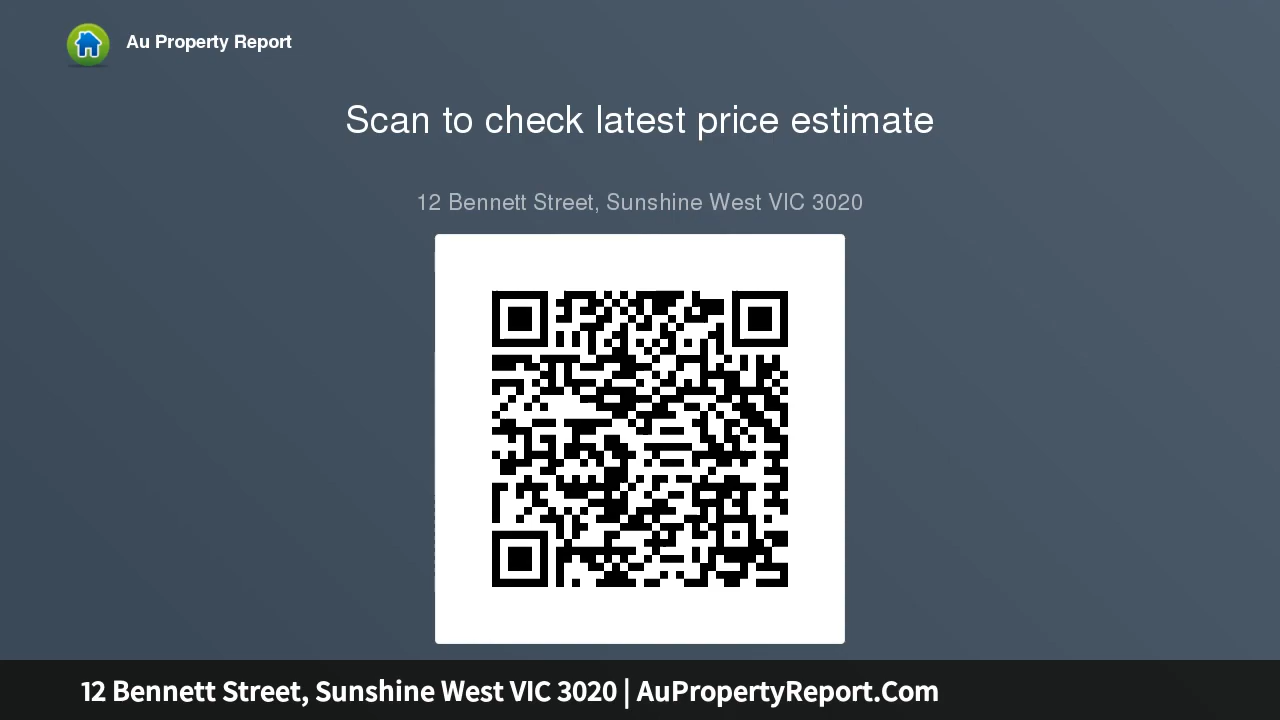 Au Property Report
Scan to check latest price estimate
12 Bennett Street, Sunshine West VIC 3020
12 Bennett Street, Sunshine West VIC 3020 | AuPropertyReport.Com